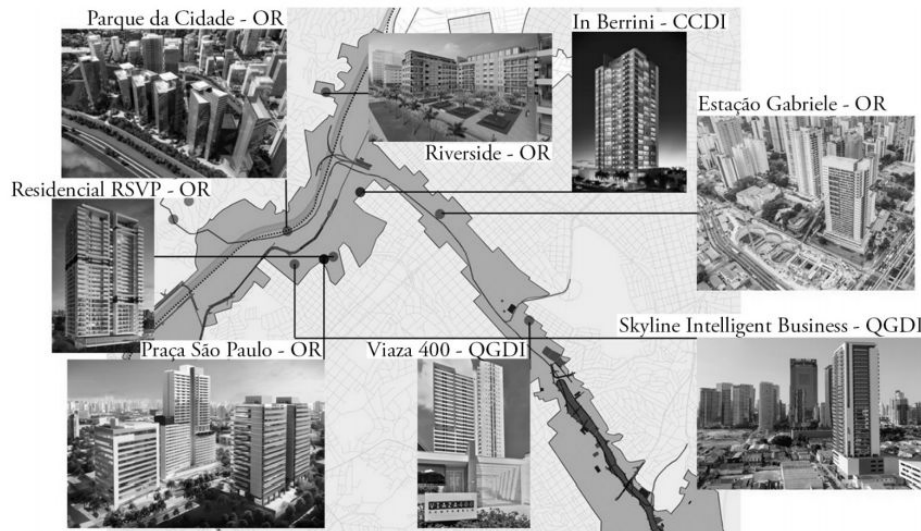 Parque da Cidade - OR
In Berrini - CCDI
Estação Gabriele - OR
Riverside - OR
Residencial RSVP - OR
Skyline Intelligent Business - QGDI
Praça São Paulo - OR
Viaza 400 - QGDI
VIAZA400